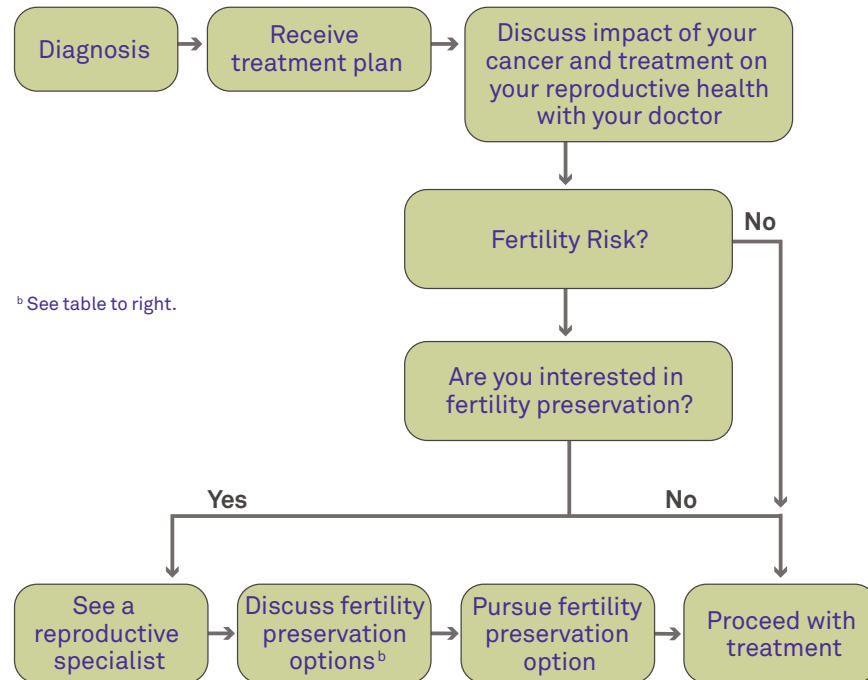 Diagnosis
Receive
treatment plan
Discuss impact of your
cancer and treatment on
your reproductive health
with your doctor
Fertility Risk?
No
ᵇ See table to right.
Are you interested in
fertility preservation?
Yes
No
See a
reproductive
specialist
Discuss fertility
preservation
optionsᵇ
Pursue fertility
preservation
option
Proceed with
treatment